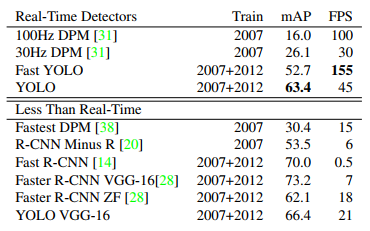 Real-Time Detectors Train mAP FPS
100Hz DPM [31] 2007 16.0 100
30Hz DPM [31] 2007 26.1 30
Fast YOLO 2007+2012 52.7 155
YOLO 2007+2012 63.4 45
Less Than Real-Time
Fastest DPM [38] 2007 30.4 15
R-CNN Minus R [20] 2007 53.5 6
Fast R-CNN [14] 2007+2012 70.0 0.5
Faster R-CNN VGG-16[28] 2007+2012 73.2 7
Faster R-CNN ZF [28] 2007+2012 62.1 18
YOLO VGG-16 2007+2012 66.4 21